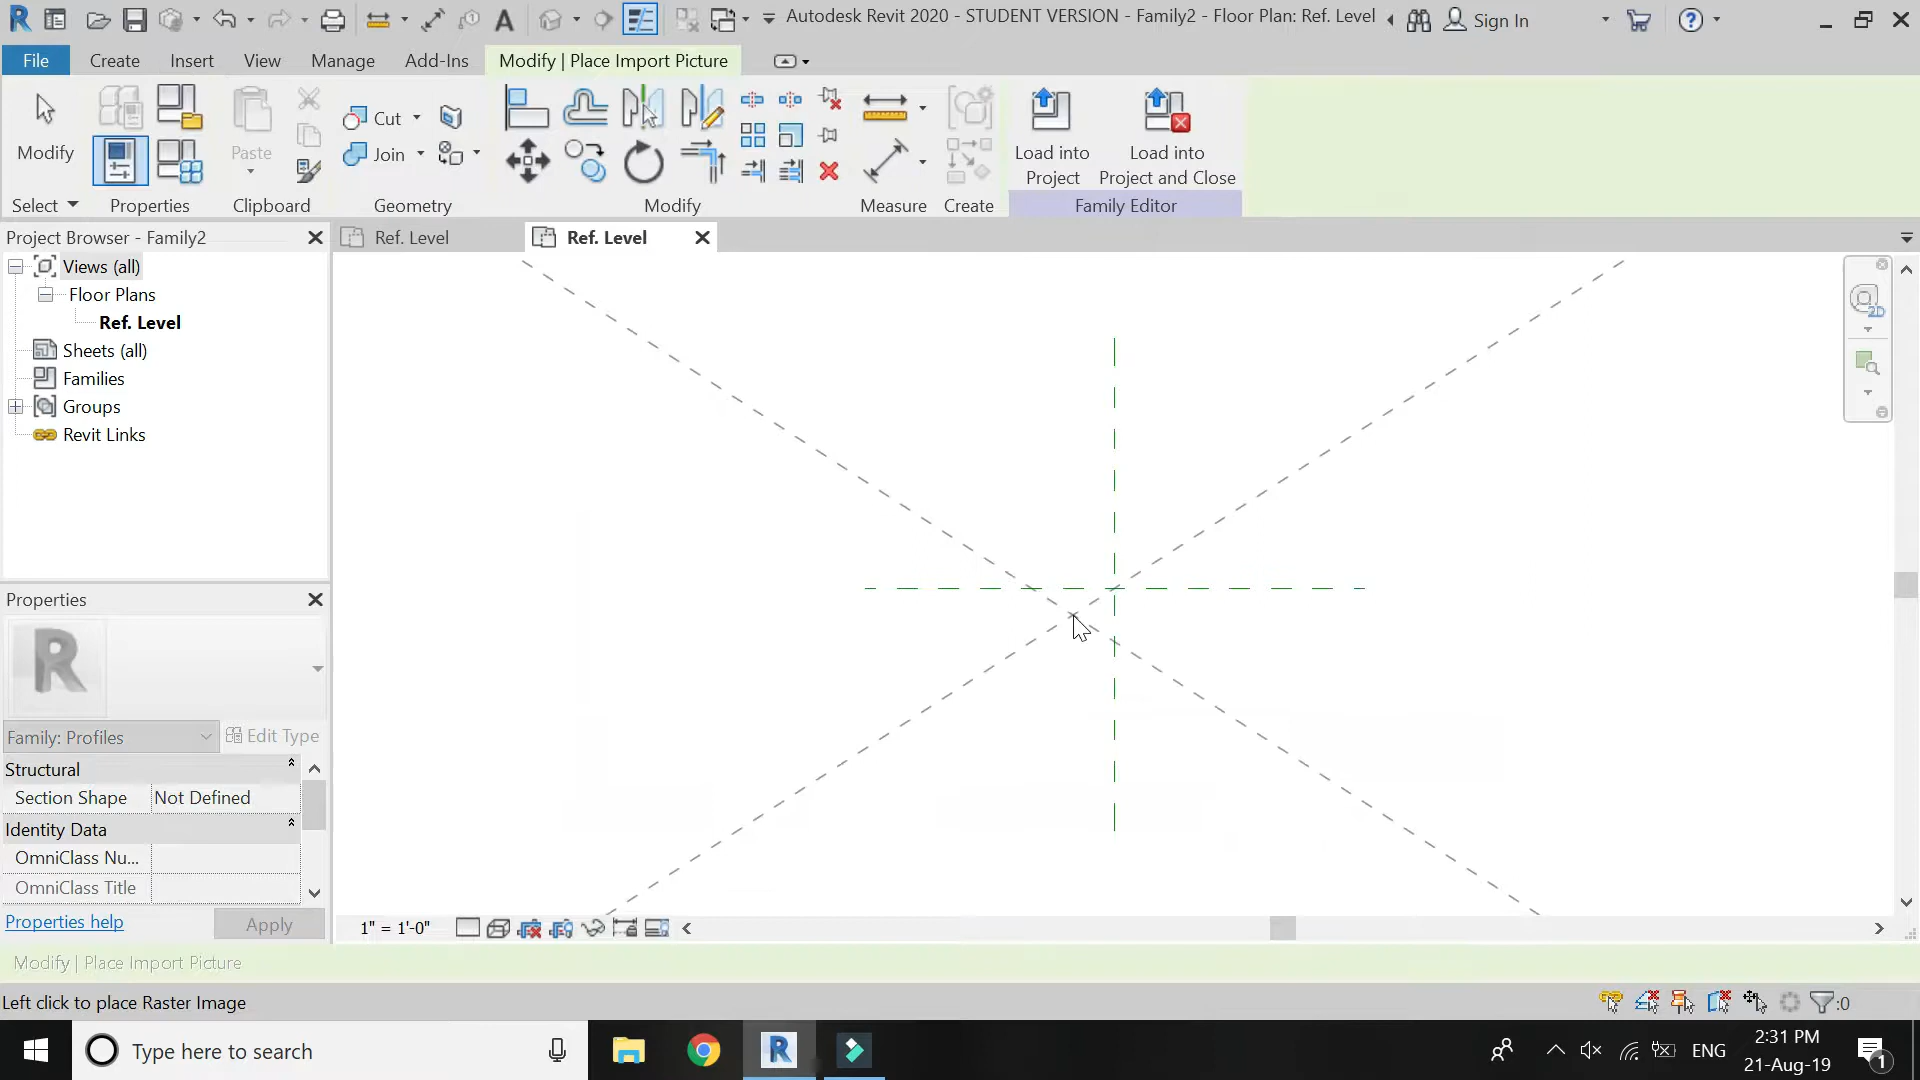 Autodesk Revit 2020 - STUDENT VERSION - Family2 - Floor Plan: Ref. Level
Sign In
File Create Insert View Manage Add-Ins Modify | Place Import Picture
Modify
Paste
Cut
Join
Load into Project
Load into Project and Close
Select Properties Clipboard Geometry Modify Measure Create Family Editor
Project Browser - Family2
Ref. Level
Ref. Level
Views (all)
Floor Plans
Ref. Level
Sheets (all)
Families
Groups
Revit Links
2D
Properties
R
Family: Profiles
Edit Type
Structural
Section Shape Not Defined
Identity Data
OmniClass Nu...
OmniClass Title
Properties help
Apply
1" = 1'-0"
Modify | Place Import Picture
Left click to place Raster Image
:0
Type here to search
ENG
2:31 PM
21-Aug-19
1